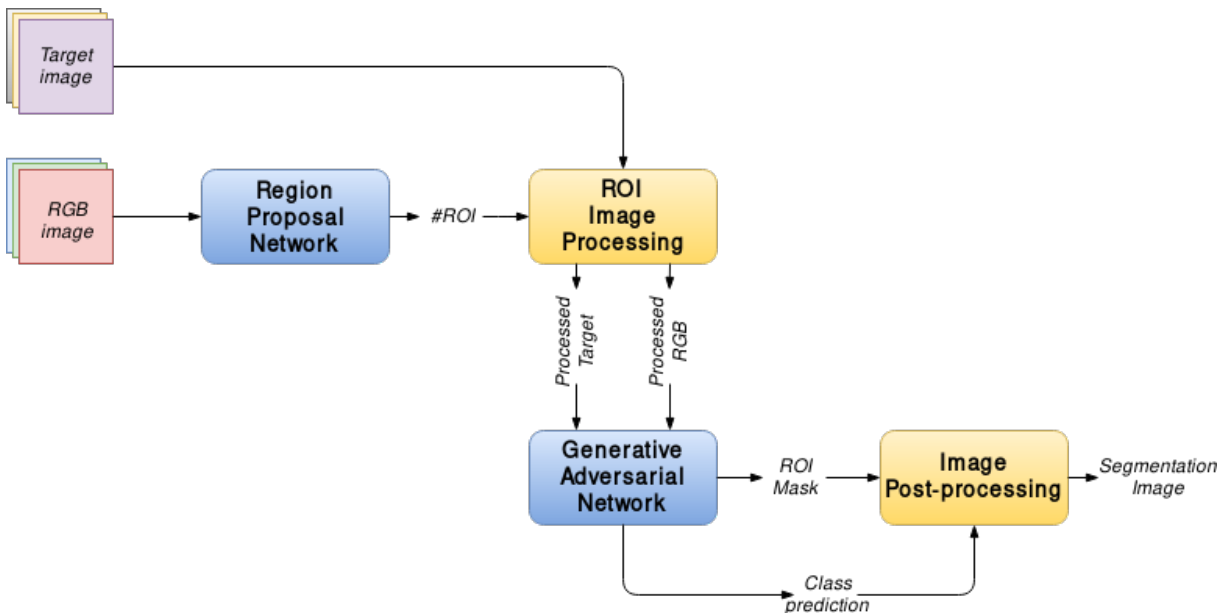 Target
image
RGB
image
Region
Proposal
Network
#ROI
ROI
Image
Processing
Processed
Target
Processed
RGB
Generative
Adversarial
Network
ROI
Mask
Image
Post-processing
Segmentation
Image
Class
prediction